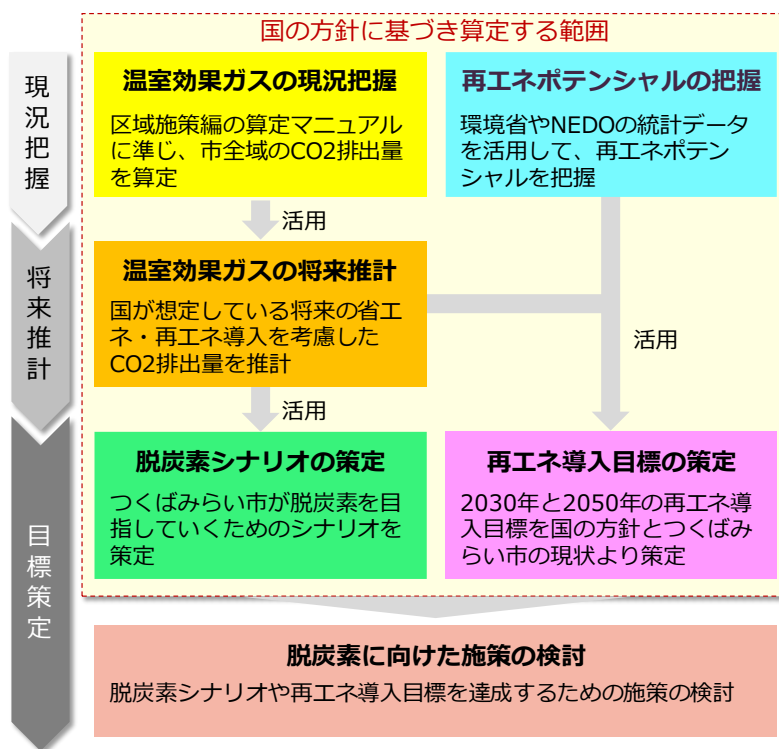 国の方針に基づき算定する範囲
現況把握
温室効果ガスの現況把握
区域施策編の算定マニュアル
に準じ、市全域のCO2排出量
を算定
再エネポテンシャルの把握
環境省やNEDOの統計データ
を活用して、再エネポテン
シャルを把握
活用
将来推計
温室効果ガスの将来推計
国が想定している将来の省エ
ネ・再エネ導入を考慮した
CO2排出量を推計
活用
活用
目標策定
脱炭素シナリオの策定
つくばみらい市が脱炭素を目
指していくためのシナリオを
策定
再エネ導入目標の策定
2030年と2050年の再エネ導
入目標を国の方針とつくばみ
らい市の現状より策定
脱炭素に向けた施策の検討
脱炭素シナリオや再エネ導入目標を達成するための施策の検討